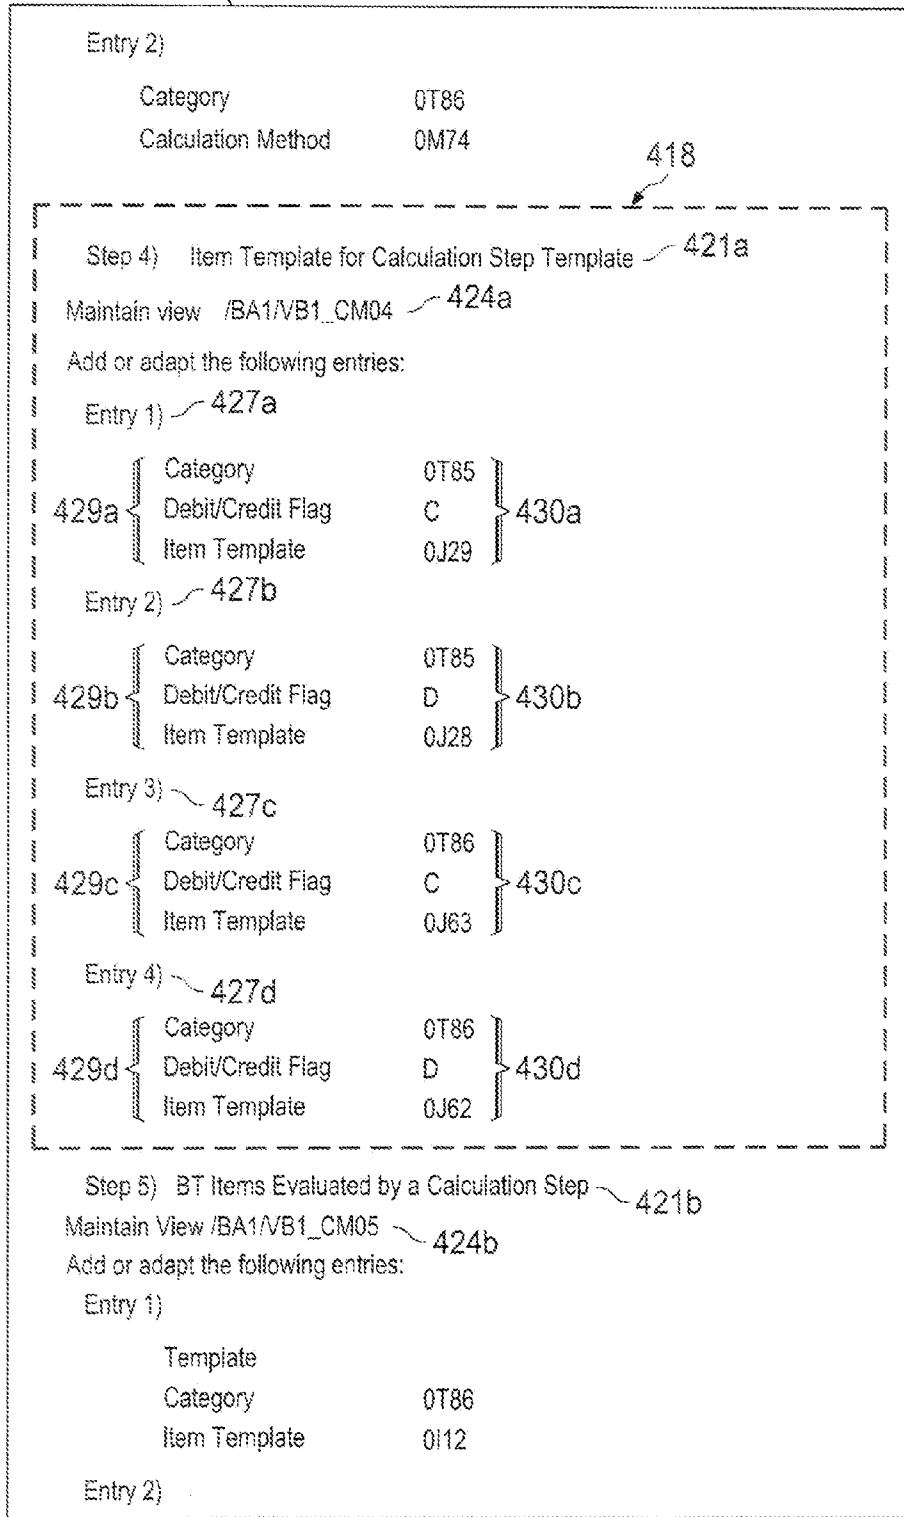 Entry 2)
Category 0T86
Calculation Method 0M74
418
Step 4) Item Template for Calculation Step Template 421a
Maintain view /BA1/VB1_CM04 424a
Add or adapt the following entries:
Entry 1) 427a
Category 0T85
429a Debit/Credit Flag C 430a
Item Template 0J29
Entry 2) 427b
Category 0T85
429b Debit/Credit Flag D 430b
Item Template 0J28
Entry 3) 427c
Category 0T86
429c Debit/Credit Flag C 430c
Item Template 0J63
Entry 4) 427d
Category 0T86
429d Debit/Credit Flag D 430d
Item Template 0J62
Step 5) BT Items Evaluated by a Calculation Step 421b
Maintain View /BA1/VB1_CM05 424b
Add or adapt the following entries:
Entry 1)
Template
Category 0T86
Item Template 0I12
Entry 2)